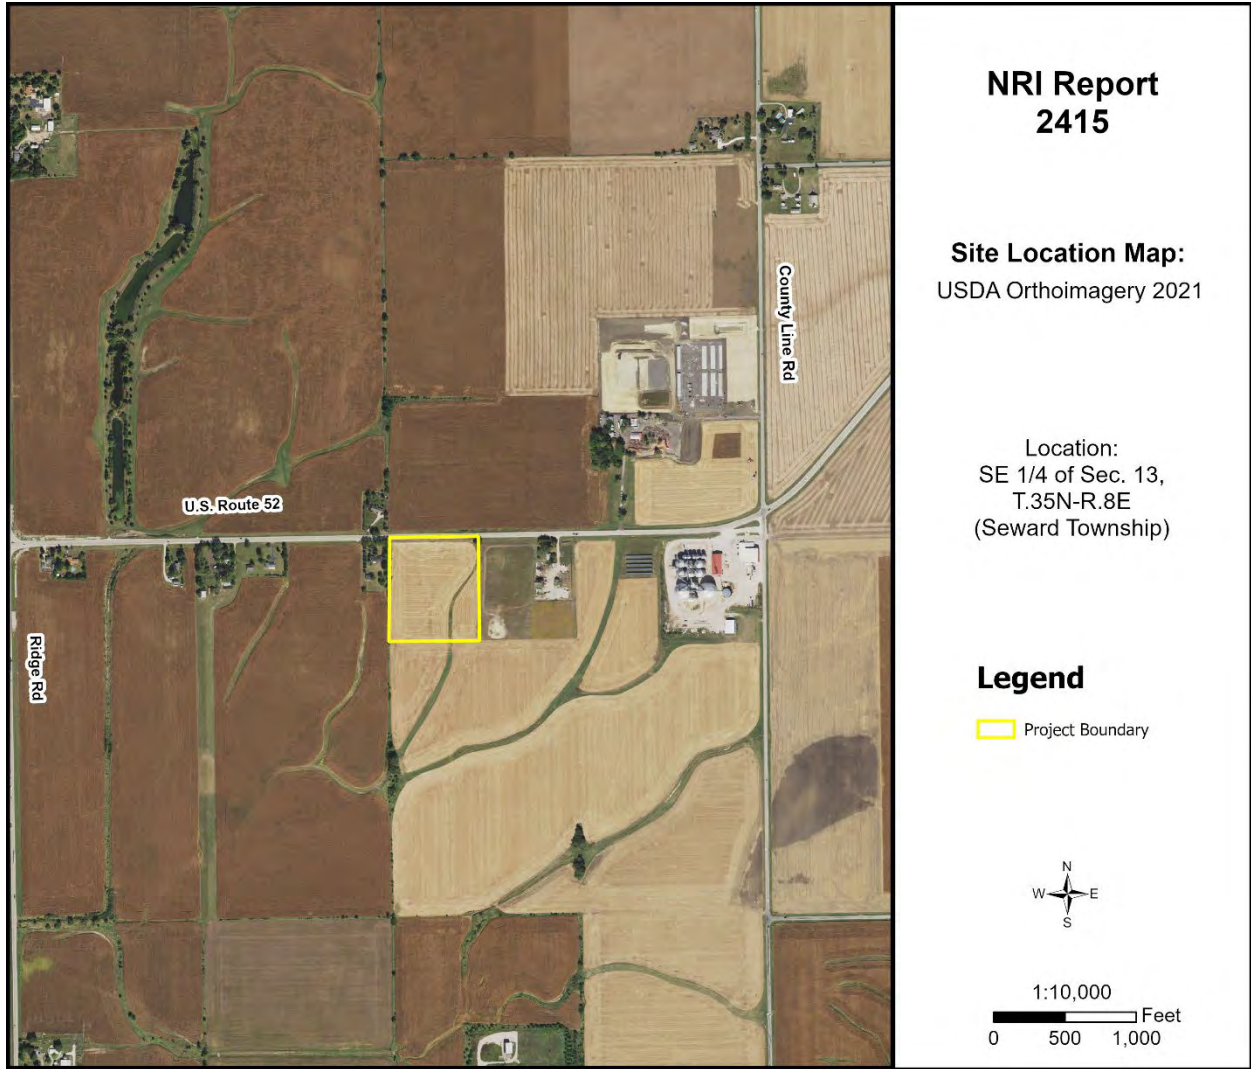 NRI Report
2415
Site Location Map:
USDA Orthoimagery 2021
County Line Rd
Location:
SE 1/4 of Sec. 13,
T.35N-R.8E
(Seward Township)
U.S. Route 52
Ridge Rd
Legend
Project Boundary
N
W E
S
1:10,000
Feet
0 500 1,000